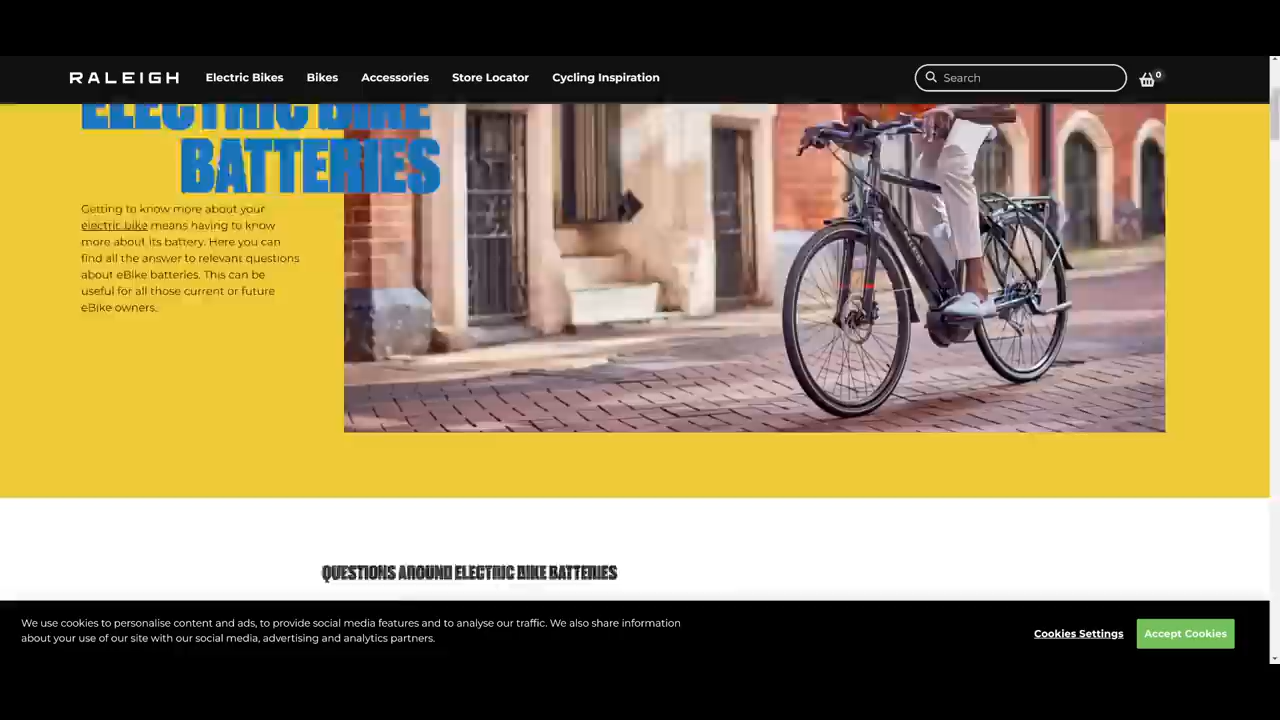 RALEIGH
Electric Bikes
Bikes
Accessories
Store Locator
Cycling Inspiration
Search
0
ELECTRIC BIKE
BATTERIES
Getting to know more about your
electric bike means having to know
more about its battery. Here you can
find all the answer to relevant questions
about eBike batteries. This can be
useful for all those current or future
eBike owners.
QUESTIONS AROUND ELECTRIC BIKE BATTERIES
We use cookies to personalise content and ads, to provide social media features and to analyse our traffic. We also share information
about your use of our site with our social media, advertising and analytics partners.
Cookies Settings
Accept Cookies